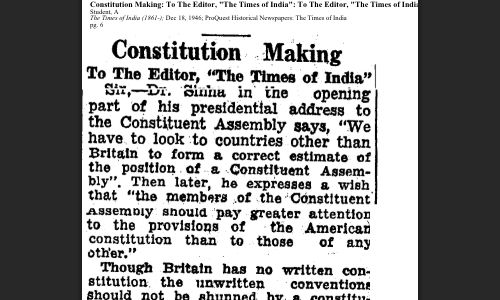 Constitution Making: To The Editor, "The Times of India": To The Editor, "The Times of Indi
Student, A
The Times of India (1861-); Dec 18, 1946; ProQuest Historical Newspapers: The Times of India
pg. 6
Constitution Making
To The Editor, "The Times of India"
Sir,—Dr. Sinha in the opening
part of his presidential address to
the Constituent Assembly says, "We
have to look to countries other than
Britain to form a correct estimate of
the position of a Constituent Assem-
bly". Then later, he expresses a wish
that "the members of the Constituent
Assembly should pay greater attention
to the provisions of the American
constitution than to those of any
other."
Though Britain has no written con-
stitution the unwritten conventions
should not be shunned by a constitu-